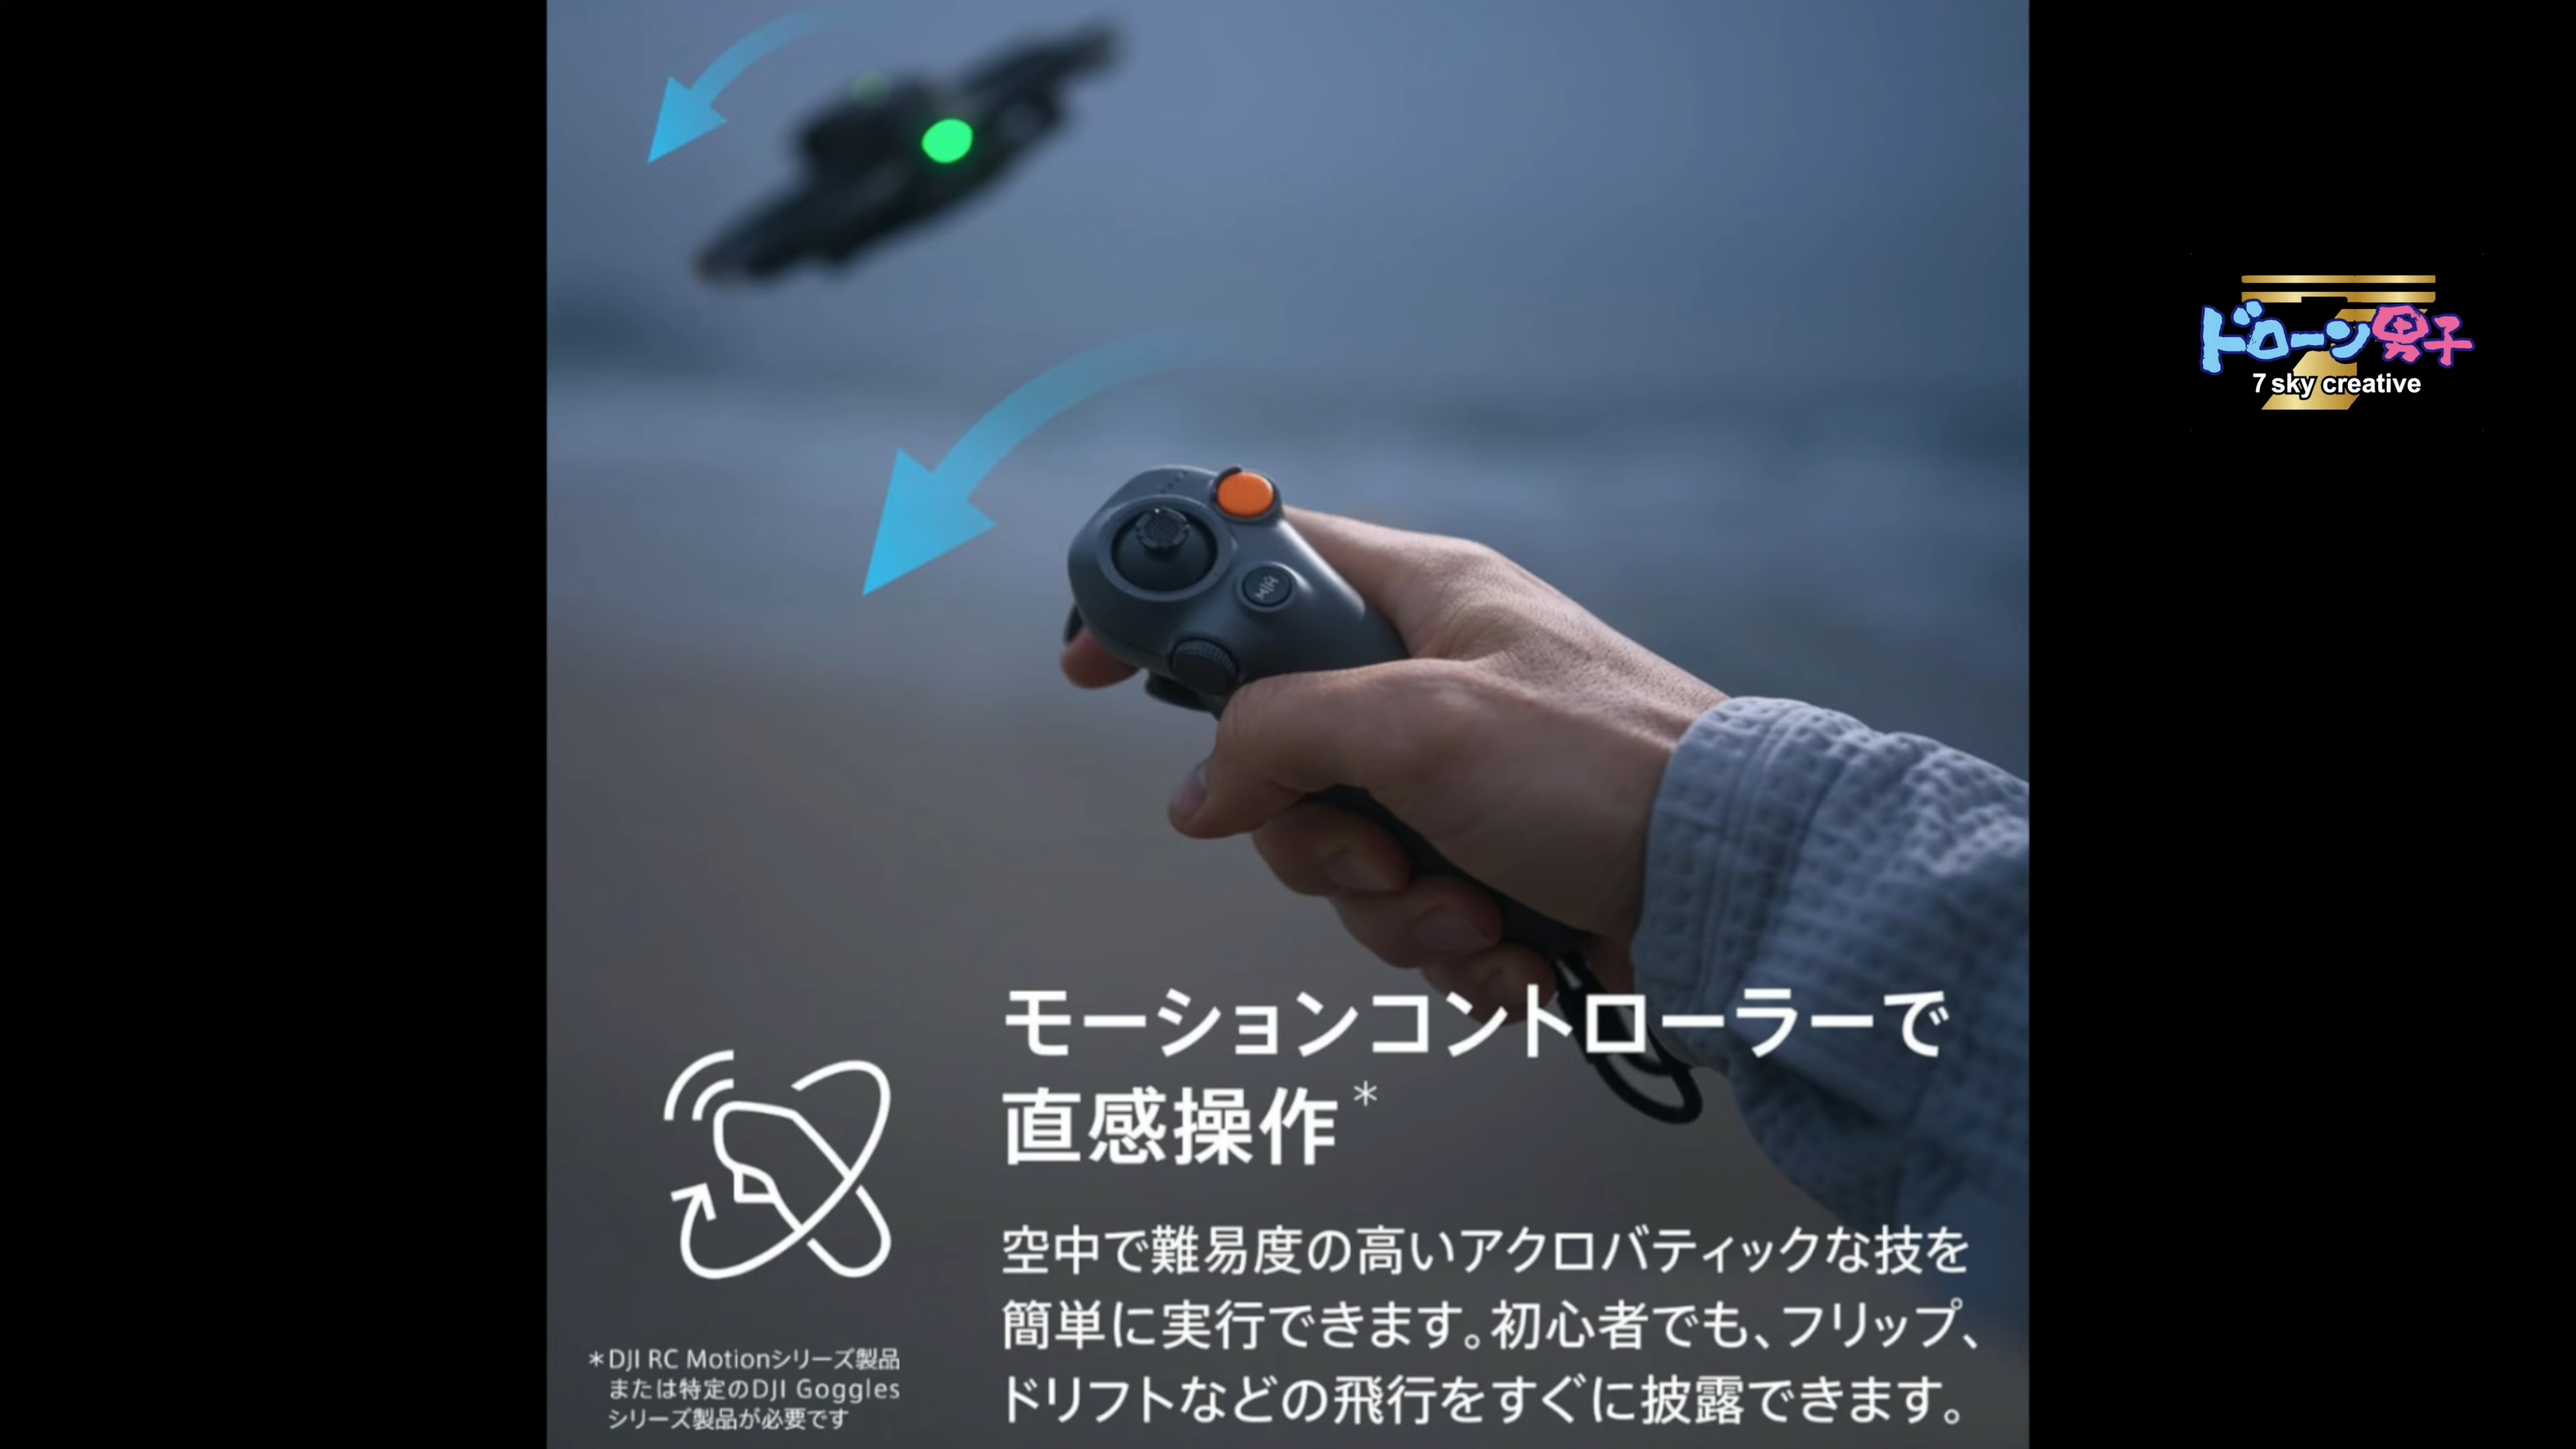 ドローン男子
7 sky creative
モーションコントローラーで
直感操作*
空中で難易度の高いアクロバティックな技を
簡単に実行できます。初心者でも、フリップ、
ドリフトなどの飛行をすぐに披露できます。
*DJI RC Motionシリーズ製品
または特定のDJI Goggles
シリーズ製品が必要です